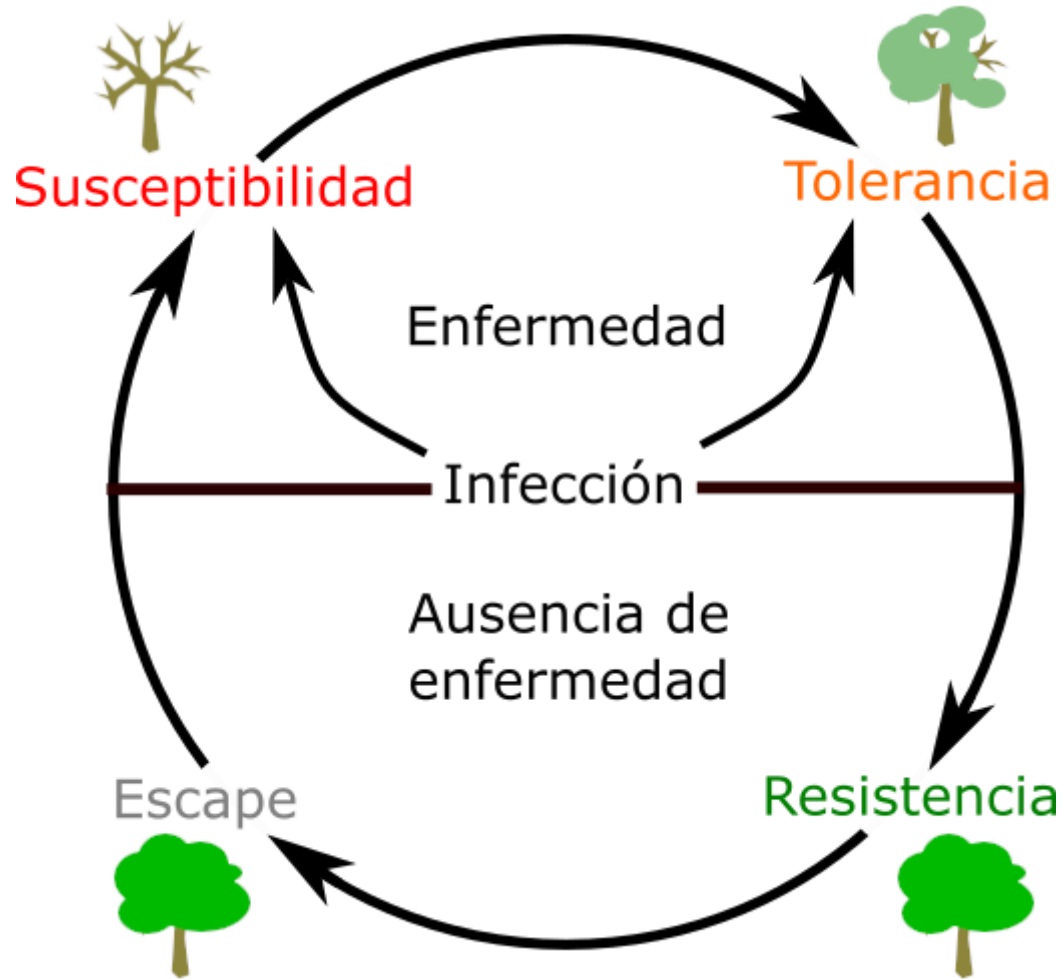 Susceptibilidad
Tolerancia
Enfermedad
Infección
Ausencia de
enfermedad
Escape
Resistencia